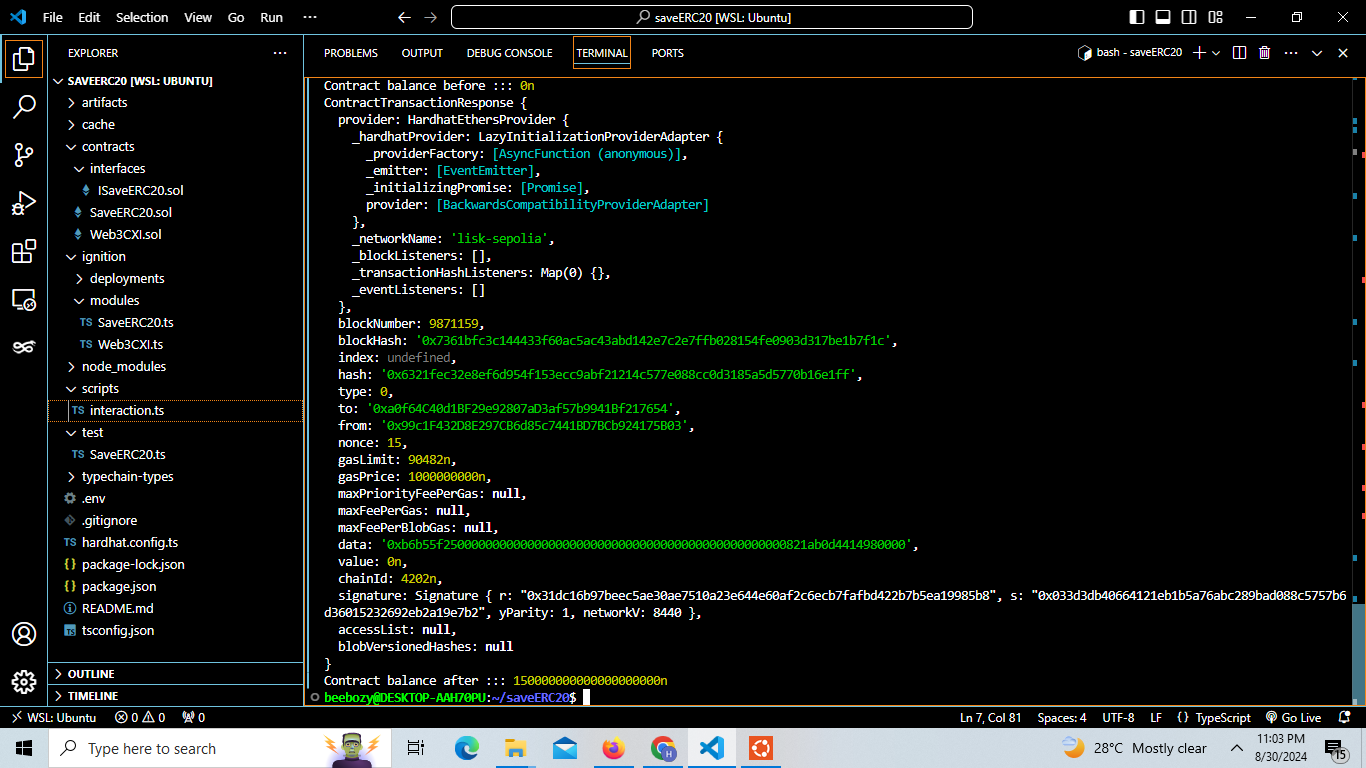 File Edit Selection View Go Run ···
saveERC20 [WSL: Ubuntu]
EXPLORER ···
SAVEERC20 [WSL: UBUNTU]
artifacts
cache
contracts
interfaces
ISaveERC20.sol
SaveERC20.sol
Web3CXI.sol
ignition
deployments
modules
TS SaveERC20.ts
TS Web3CXI.ts
node_modules
scripts
TS interaction.ts
test
TS SaveERC20.ts
typechain-types
.env
.gitignore
TS hardhat.config.ts
{} package-lock.json
{} package.json
README.md
tsconfig.json
OUTLINE
TIMELINE
PROBLEMS OUTPUT DEBUG CONSOLE TERMINAL PORTS
bash - saveERC20
Contract balance before ::: 0n
ContractTransactionResponse {
provider: HardhatEthersProvider {
_hardhatProvider: LazyInitializationProviderAdapter {
_providerFactory: [AsyncFunction (anonymous)],
_emitter: [EventEmitter],
_initializingPromise: [Promise],
provider: [BackwardsCompatibilityProviderAdapter]
},
_networkName: 'lisk-sepolia',
_blockListeners: [],
_transactionHashListeners: Map(0) {},
_eventListeners: []
},
blockNumber: 9871159,
blockHash: '0x7361bfc3c144433f60ac5ac43abd142e7c2e7ffb028154fe0903d317be1b7f1c',
index: undefined,
hash: '0x6321fec32e8ef6d954f153ecc9abf21214c577e088cc0d3185a5d5770b16e1ff',
type: 0,
to: '0xa0f64C40d1BF29e92807aD3af57b9941Bf217654',
from: '0x99c1F432D8E297CB6d85c7441BD7BCb924175B03',
nonce: 15,
gasLimit: 90482n,
gasPrice: 1000000000n,
maxPriorityFeePerGas: null,
maxFeePerGas: null,
maxFeePerBlobGas: null,
data: '0xb6b55f25000000000000000000000000000000000000000000000000821ab0d4414980000',
value: 0n,
chainId: 4202n,
signature: Signature { r: "0x31dc16b97beec5ae30ae7510a23e644e60af2c6ecb7fafbd422b7b5ea19985b8", s: "0x033d3db40664121eb1b5a76abc289bad088c5757b6
d36015232692eb2a19e7b2", yParity: 1, networkV: 8440 },
accessList: null,
blobVersionedHashes: null
}
Contract balance after ::: 150000000000000000000n
beebozy@DESKTOP-AAH70PU:~/saveERC20$
WSL: Ubuntu 0 0 0 Ln 7, Col 81 Spaces: 4 UTF-8 LF {} TypeScript Go Live
Type here to search
28°C Mostly clear
11:03 PM
8/30/2024
15